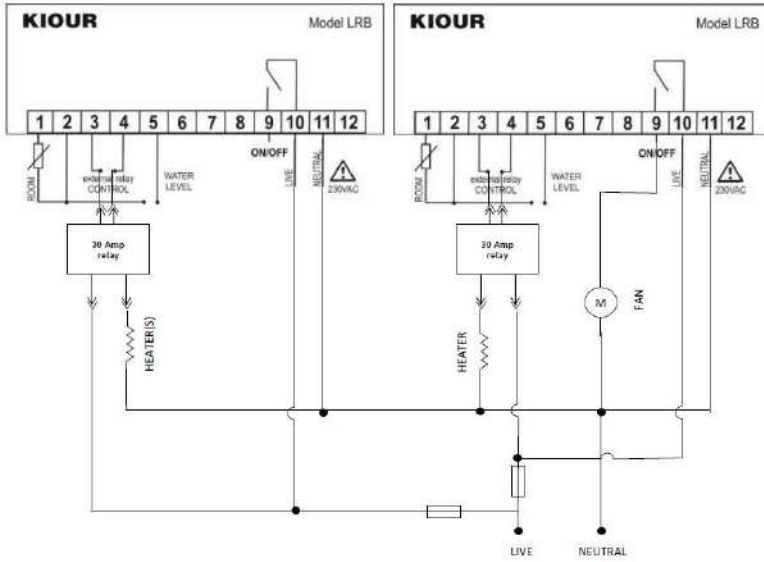 KIOUR Model LRB
1 2 3 4 5 6 7 8 9 10 11 12
ROOM
external relay
CONTROL
WATER
LEVEL
ON/OFF
LIVE
NEUTRAL
230VAC
30 Amp
relay
HEATER(S)
KIOUR Model LRB
1 2 3 4 5 6 7 8 9 10 11 12
ROOM
external relay
CONTROL
WATER
LEVEL
ON/OFF
LIVE
NEUTRAL
230VAC
30 Amp
relay
HEATER
M
FAN
LIVE NEUTRAL